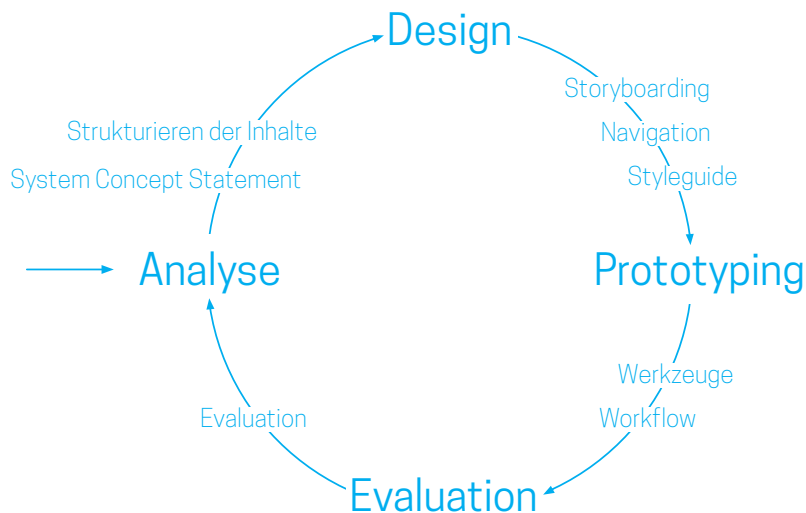 Design
Storyboarding
Strukturieren der Inhalte
Navigation
System Concept Statement
Styleguide
Analyse
Prototyping
Werkzeuge
Evaluation
Workflow
Evaluation